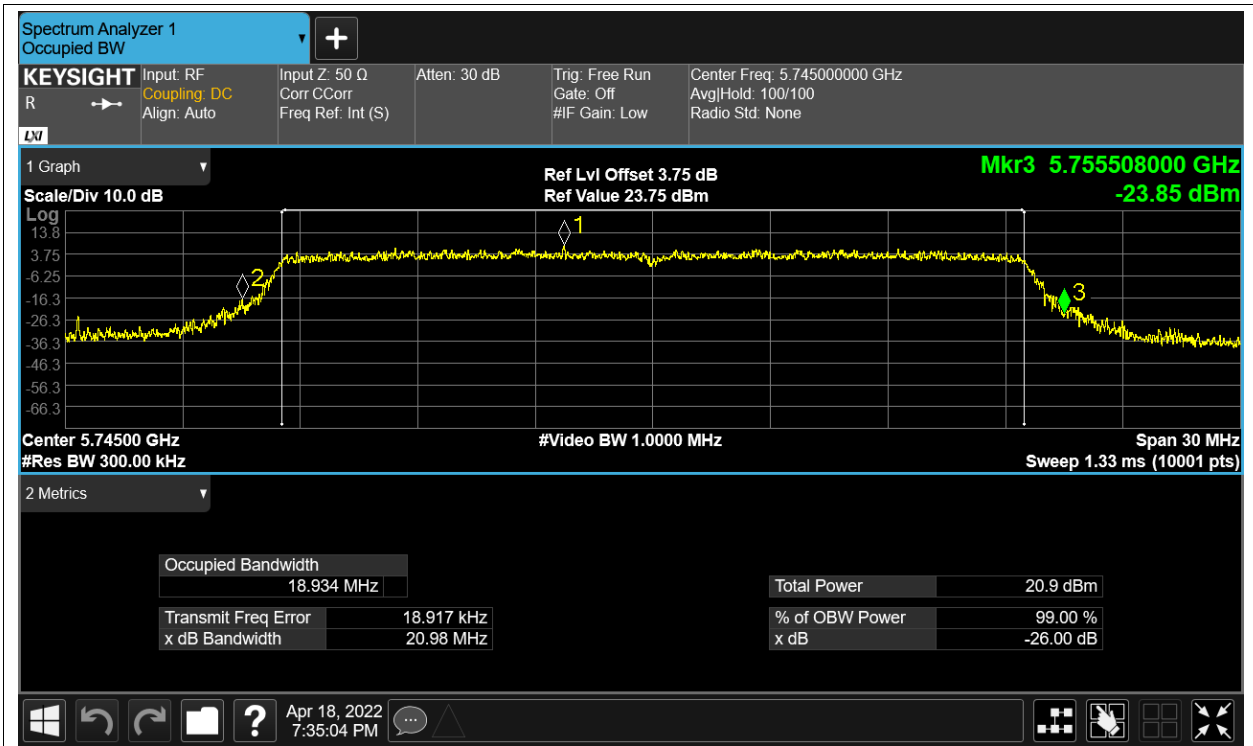 Spectrum Analyzer 1
Occupied BW
KEYSIGHT
R
LXI
Input: RF
Coupling: DC
Align: Auto
Input Z: 50 Ω
Corr CCorr
Freq Ref: Int (S)
Atten: 30 dB
Trig: Free Run
Gate: Off
#IF Gain: Low
Center Freq: 5.745000000 GHz
Avg|Hold: 100/100
Radio Std: None
1 Graph
Scale/Div 10.0 dB
Ref Lvl Offset 3.75 dB
Ref Value 23.75 dBm
Mkr3 5.755508000 GHz
-23.85 dBm
Log
13.8
3.75
-6.25
-16.3
-26.3
-36.3
-46.3
-56.3
-66.3
1
2
3
Center 5.74500 GHz
#Res BW 300.00 kHz
#Video BW 1.0000 MHz
Span 30 MHz
Sweep 1.33 ms (10001 pts)
2 Metrics
Occupied Bandwidth
18.934 MHz
Transmit Freq Error 18.917 kHz
x dB Bandwidth 20.98 MHz
Total Power 20.9 dBm
% of OBW Power 99.00 %
x dB -26.00 dB
?
Apr 18, 2022
7:35:04 PM